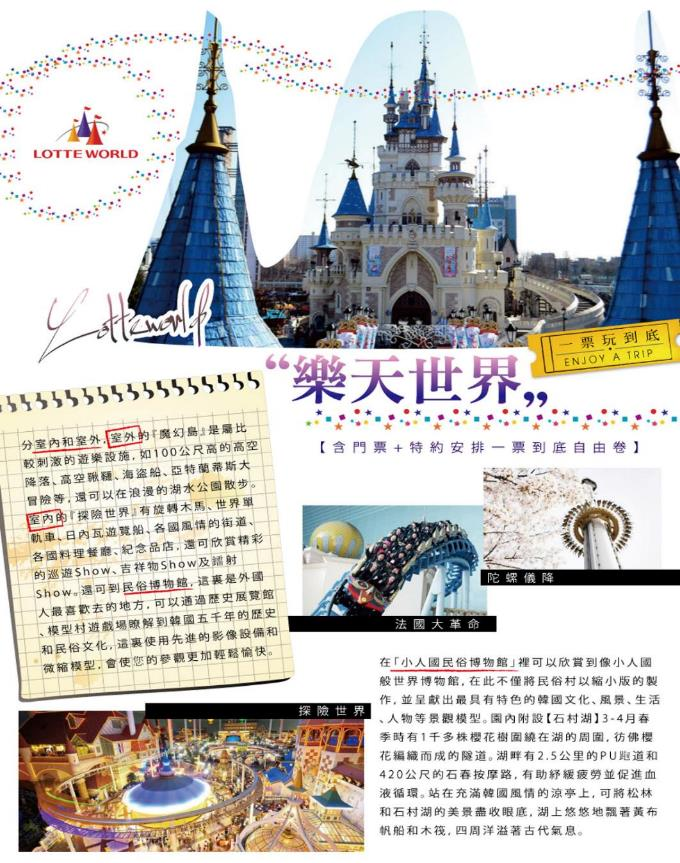 LOTTE WORLD
Lotteworld
一票玩到底
ENJOY A TRIP
“樂天世界”
【含門票+特約安排一票到底自由卷】
分室內和室外,室外的『魔幻島』是屬比
較刺激的遊樂設施,如100公尺高的高空
降落、高空鞦韆、海盜船、亞特蘭蒂斯大
冒險等,還可以在浪漫的湖水公園散步。
室內的『探險世界』有旋轉木馬、世界單
軌車、日內瓦遊覽船、各國風情的街道、
各國料理餐廳、紀念品店,還可欣賞精彩
的巡遊Show、吉祥物Show及鐳射
Show。還可到民俗博物館,這裏是外國
人最喜歡去的地方,可以通過歷史展覽館
、模型村遊戲場瞭解到韓國五千年的歷史
和民俗文化,這裏使用先進的影像設備和
微縮模型,會使您的參觀更加輕鬆愉快。
陀螺儀降
法國大革命
探險世界
在「小人國民俗博物館」裡可以欣賞到像小人國
般世界博物館,在此不僅將民俗村以縮小版的製
作,並呈獻出最具有特色的韓國文化、風景、生活
、人物等景觀模型。園內附設【石村湖】3-4月春
季時有1千多株櫻花樹圍繞在湖的周圍,彷佛櫻
花編織而成的隧道。湖畔有2.5公里的PU跑道和
420公尺的石春按摩路,有助紓緩疲勞並促進血
液循環。站在充滿韓國風情的涼亭上,可將松林
和石村湖的美景盡收眼底,湖上悠悠地飄著黃布
帆船和木筏,四周洋溢著古代氣息。